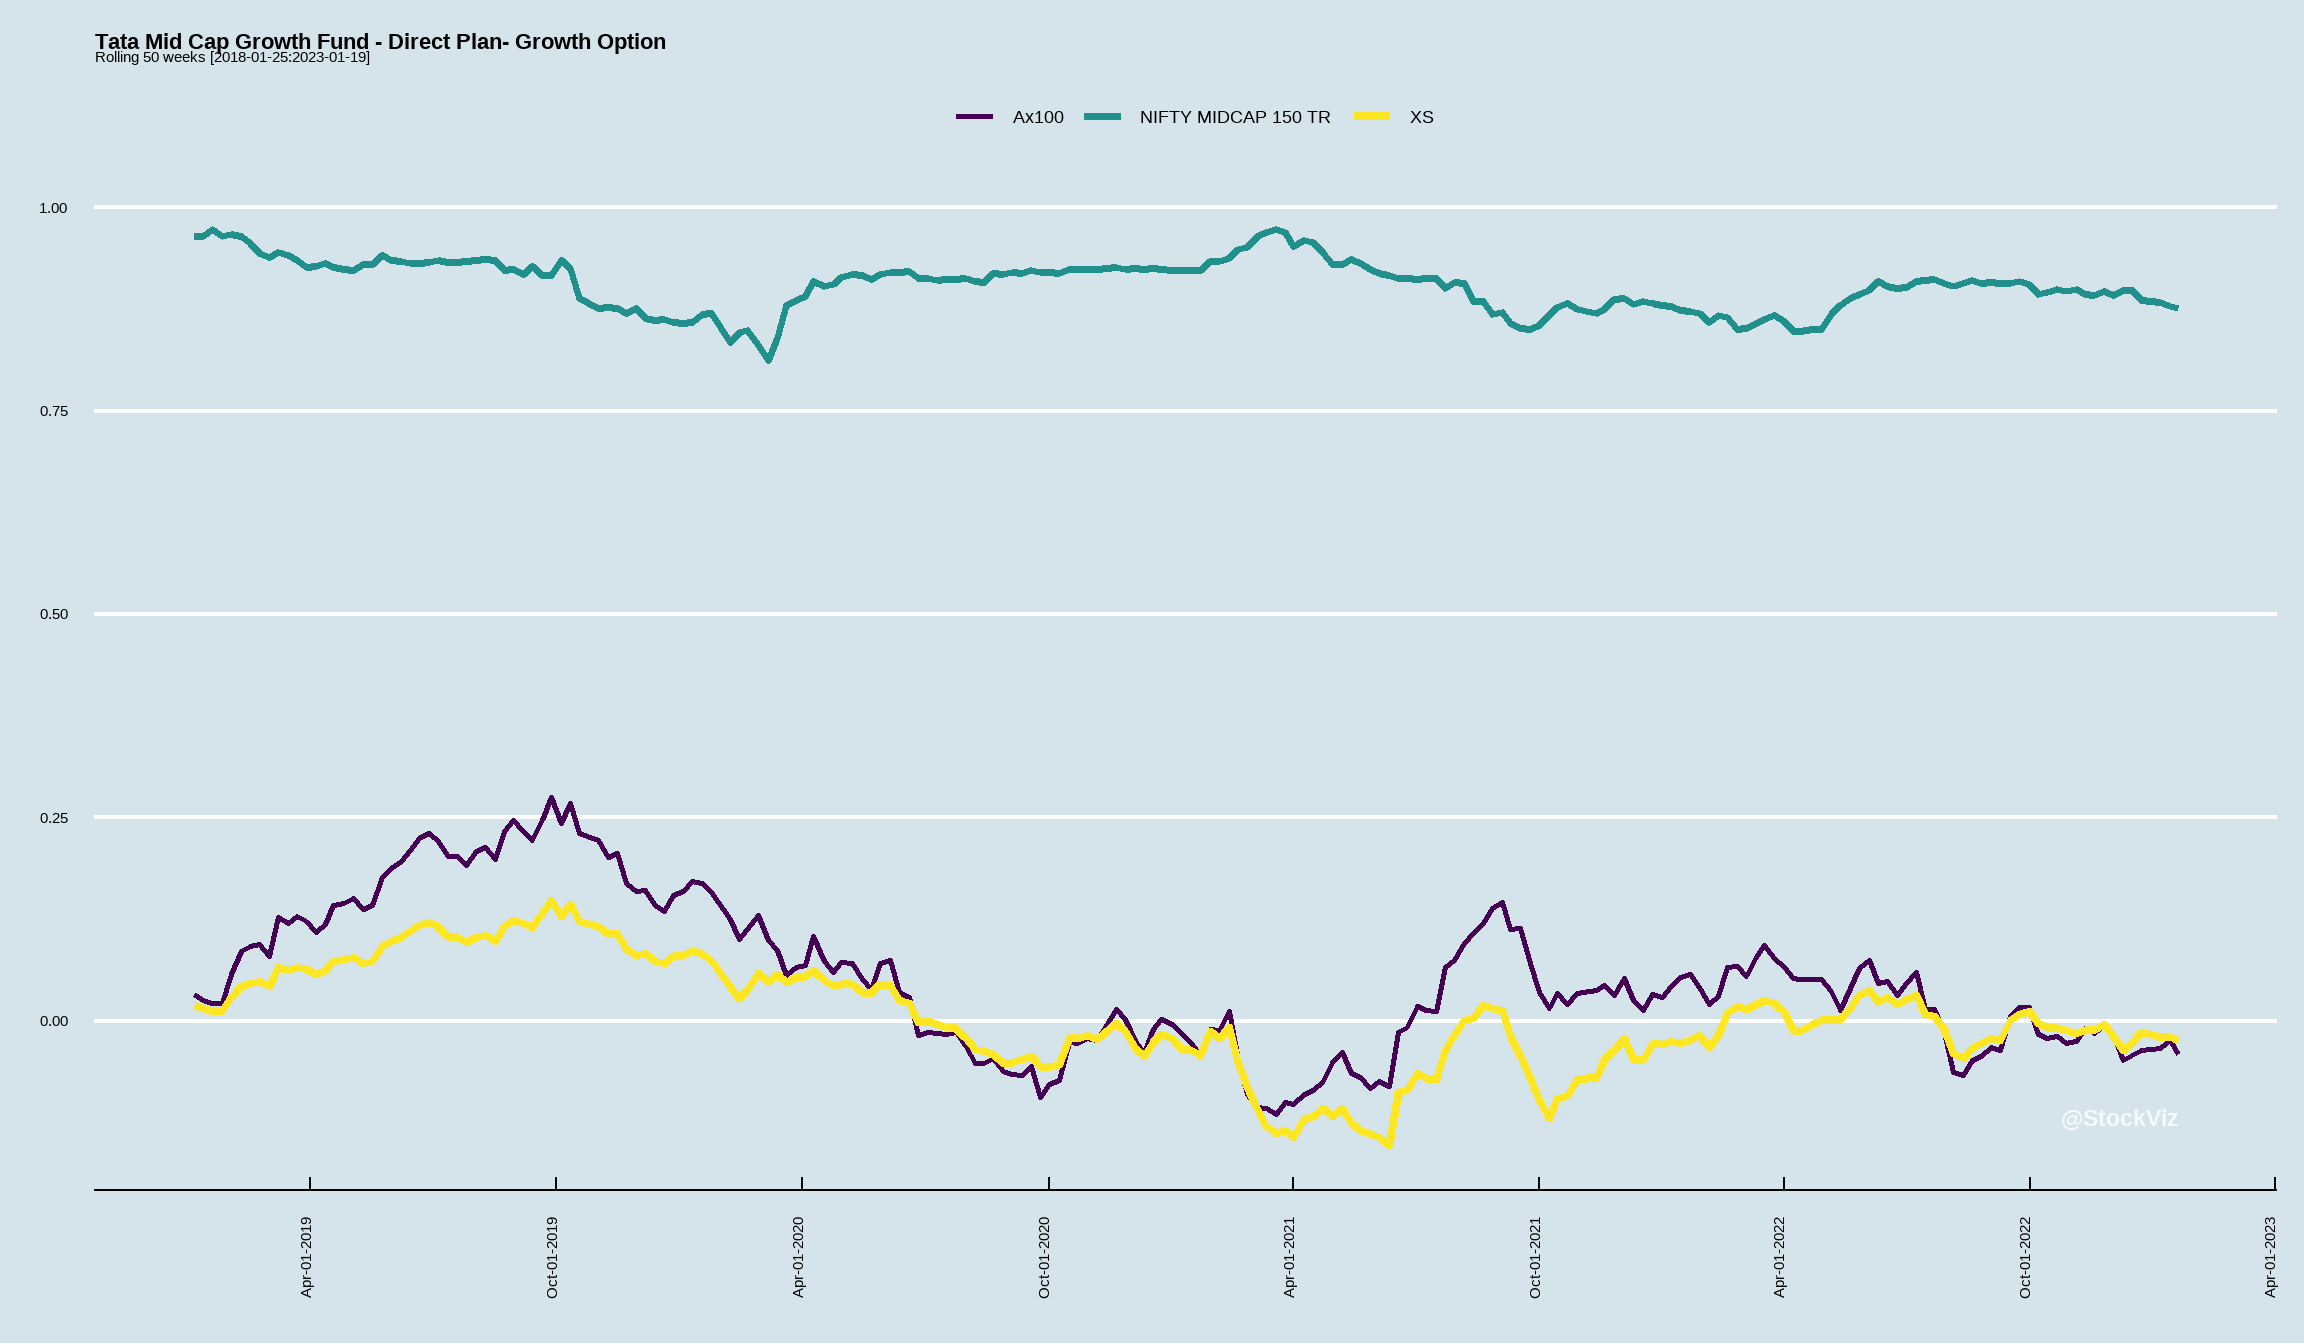 Tata Mid Cap Growth Fund - Direct Plan- Growth Option
Rolling 50 weeks [2018-01-25:2023-01-19]
Ax100 NIFTY MIDCAP 150 TR XS
1.00
0.75
0.50
0.25
0.00
@StockViz
Apr-01-2019
Oct-01-2019
Apr-01-2020
Oct-01-2020
Apr-01-2021
Oct-01-2021
Apr-01-2022
Oct-01-2022
Apr-01-2023